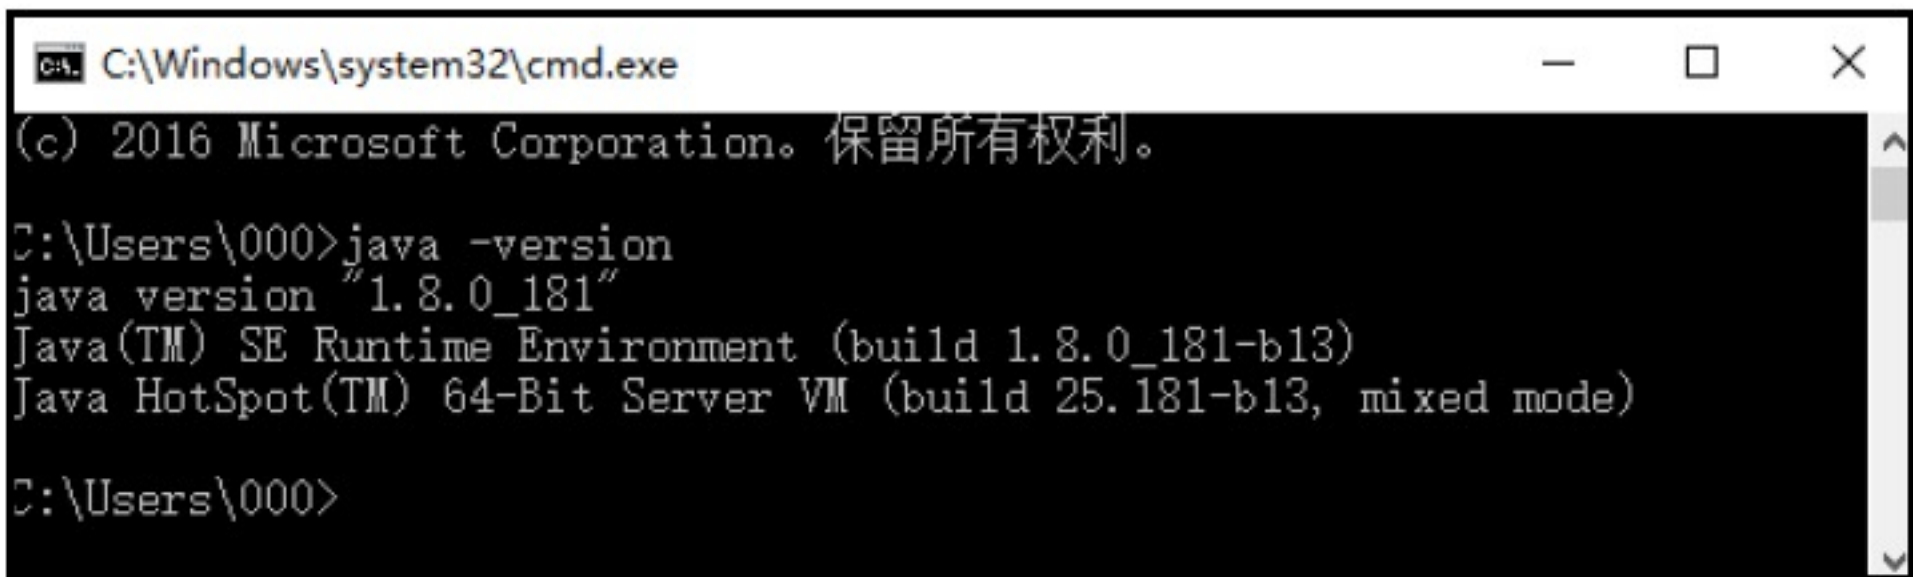 C:\Windows\system32\cmd.exe
(c) 2016 Microsoft Corporation。保留所有权利。
C:\Users\000>java -version
java version "1.8.0_181"
Java(TM) SE Runtime Environment (build 1.8.0_181-b13)
Java HotSpot(TM) 64-Bit Server VM (build 25.181-b13, mixed mode)
C:\Users\000>